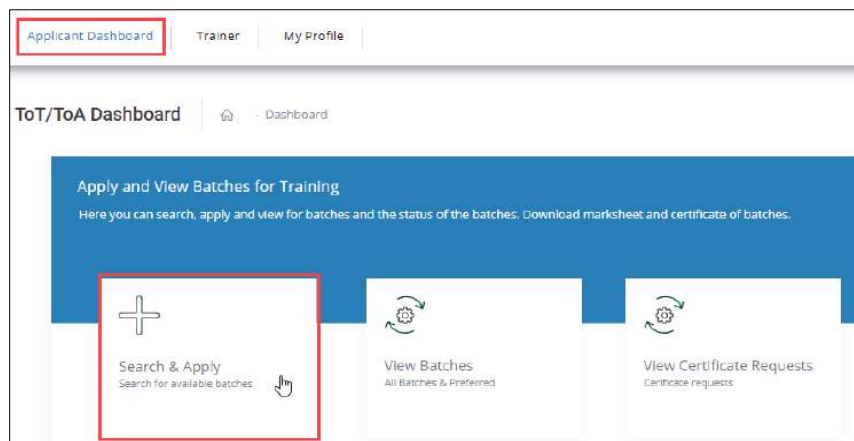 Applicant Dashboard
Trainer
My Profile
ToT/ToA Dashboard
- Dashboard
Apply and View Batches for Training
Here you can search, apply and view for batches and the status of the batches. Download marksheet and certificate of batches.
Search & Apply
Search for available batches
View Batches
All Batches & Preferred
View Certificate Requests
Certificate requests